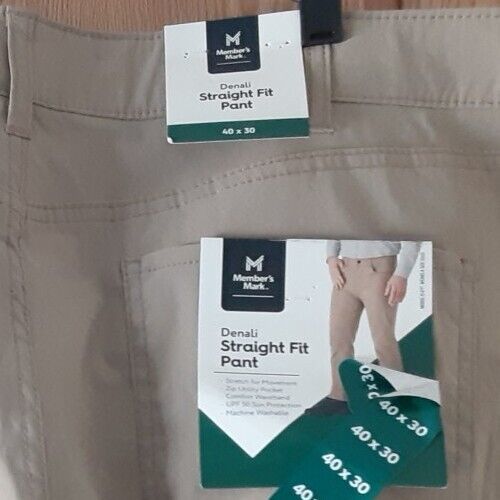 Member's
Mark
Denali
Straight Fit
Pant
40 x 30
Member's
Mark
Denali
Straight Fit
Pant
· Stretch for Movement
· Zip Utility Pocket
· Comfort Waistband
· UPF 50 Sun Protection
· Machine Washable
40 x 30
40 x 30
40 x 30
40 x 30